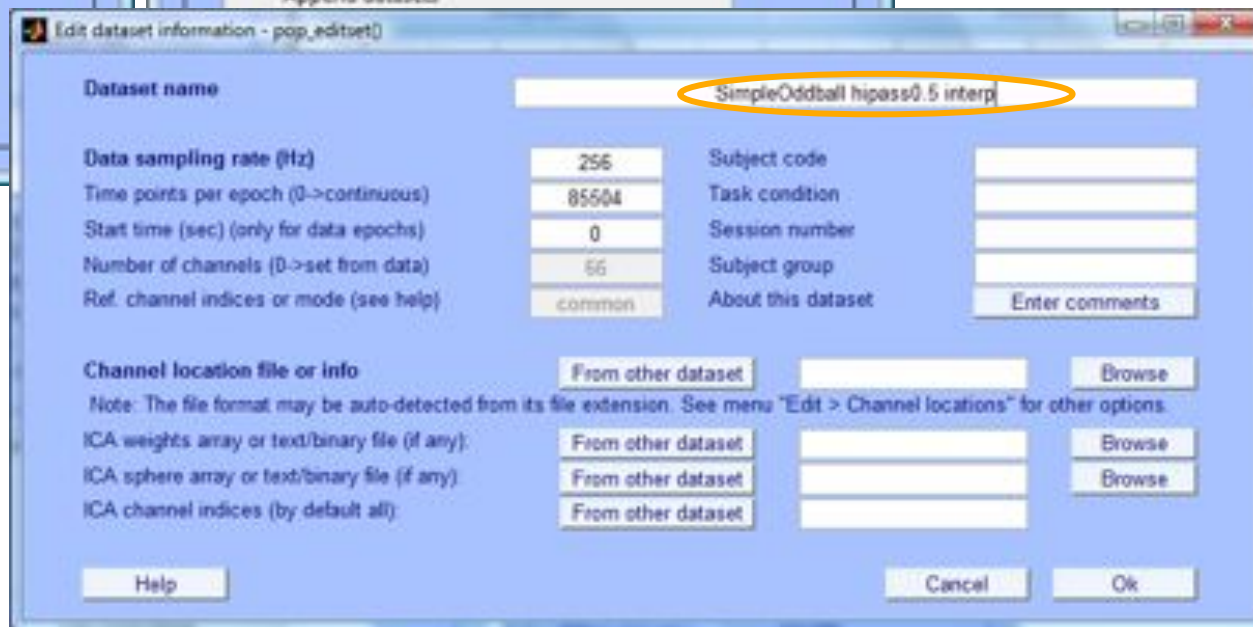 Append datasets
Edit dataset information - pop_editset()
Dataset name SimpleOddball hipass0.5 interp
Data sampling rate (Hz) 256 Subject code
Time points per epoch (0->continuous) 85504 Task condition
Start time (sec) (only for data epochs) 0 Session number
Number of channels (0->set from data) 66 Subject group
Ref. channel indices or mode (see help) common About this dataset Enter comments
Channel location file or info From other dataset Browse
Note: The file format may be auto-detected from its file extension. See menu "Edit > Channel locations" for other options.
ICA weights array or text/binary file (if any): From other dataset Browse
ICA sphere array or text/binary file (if any): From other dataset Browse
ICA channel indices (by default all): From other dataset
Help Cancel Ok